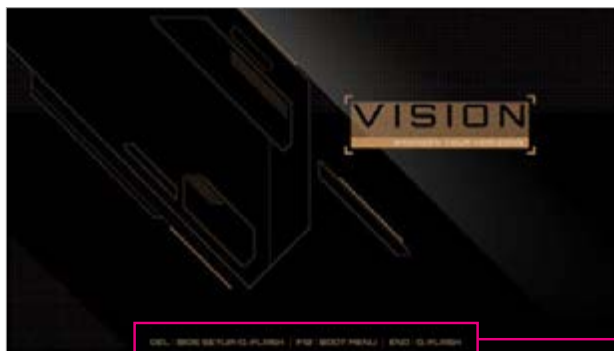 VISION
DEL : BIOS SETUP/Q-FLASH | F12 : BOOT MENU | END : Q-FLASH